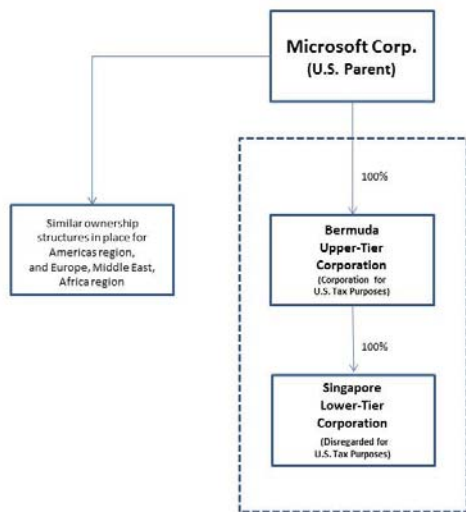 Microsoft Corp.
(U.S. Parent)
100%
Similar ownership
structures in place for
Americas region,
and Europe, Middle East,
Africa region
Bermuda
Upper-Tier
Corporation
(Corporation for
U.S. Tax Purposes)
100%
Singapore
Lower-Tier
Corporation
(Disregarded for
U.S. Tax Purposes)